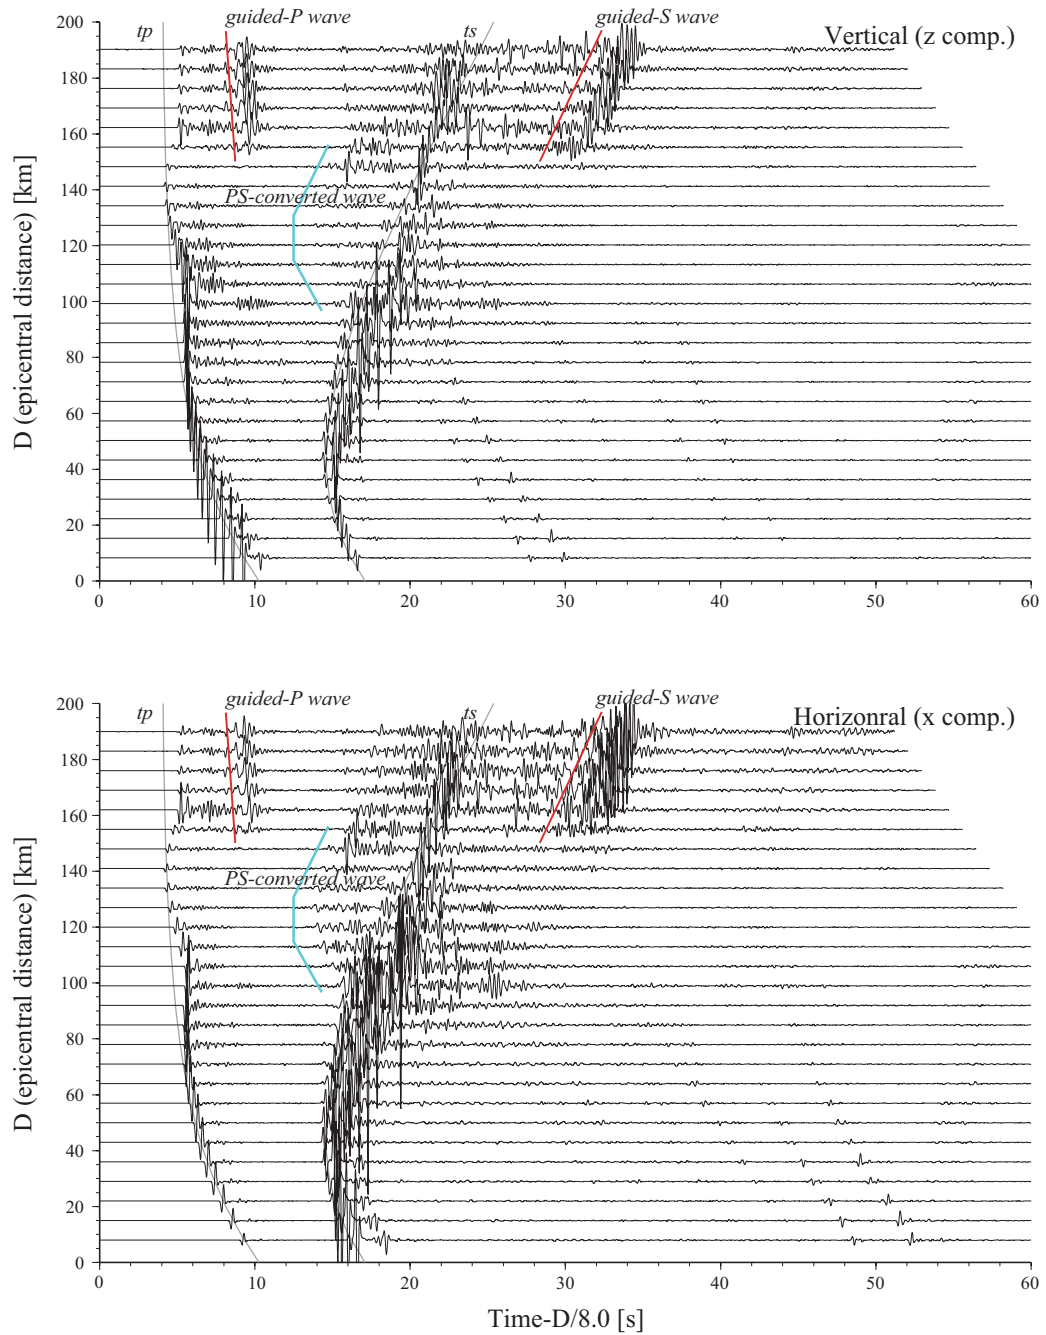 guided-P wave
guided-S wave
tp
ts
Vertical (z comp.)
PS-converted wave
D (epicentral distance) [km]
200
180
160
140
120
100
80
60
40
20
0
0 10 20 30 40 50 60
guided-P wave
guided-S wave
tp
ts
Horizonral (x comp.)
PS-converted wave
D (epicentral distance) [km]
200
180
160
140
120
100
80
60
40
20
0
0 10 20 30 40 50 60
Time-D/8.0 [s]